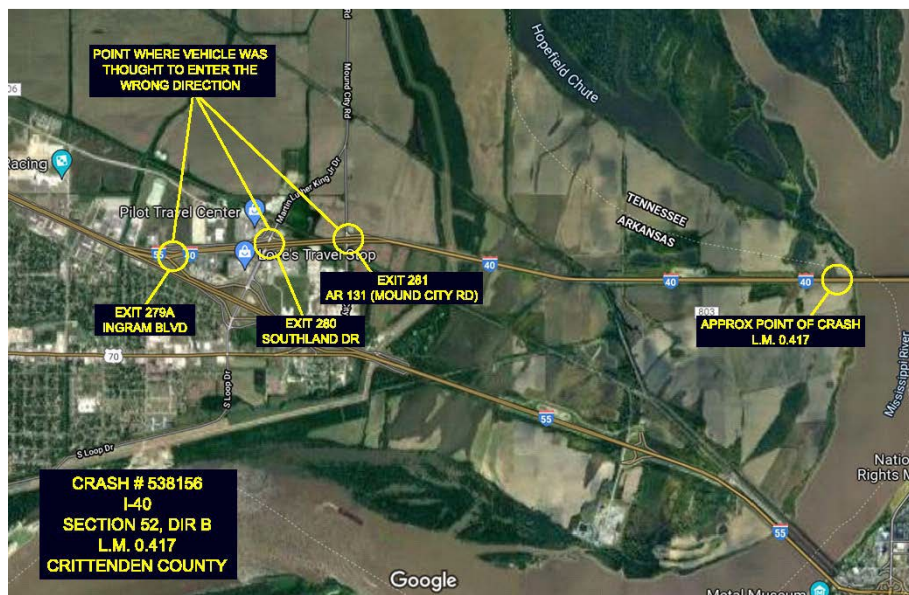 POINT WHERE VEHICLE WAS
THOUGHT TO ENTER THE
WRONG DIRECTION
Mound City Rd
Hopefield Chute
06
Racing
Martin Luther King Jr Dr
Pilot Travel Center
TENNESSEE
ARKANSAS
55
40
Love's Travel Stop
40
40
40
EXIT 281
AR 131 (MOUND CITY RD)
EXIT 279A
INGRAM BLVD
EXIT 280
SOUTHLAND DR
803
APPROX POINT OF CRASH
L.M. 0.417
70
Mississippi River
S Loop Dr
55
S Loop Dr
CRASH # 538156
I-40
SECTION 52, DIR B
L.M. 0.417
CRITTENDEN COUNTY
Natio
Rights M
55
Google
Metal Museum